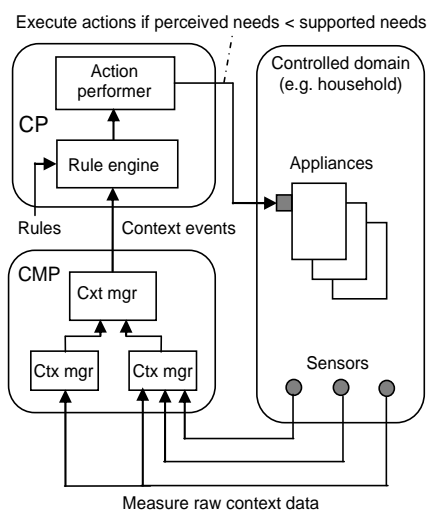 Execute actions if perceived needs < supported needs
Action
performer
CP
Rule engine
Rules
Context events
CMP
Cxt mgr
Ctx mgr
Ctx mgr
Controlled domain
(e.g. household)
Appliances
Sensors
Measure raw context data